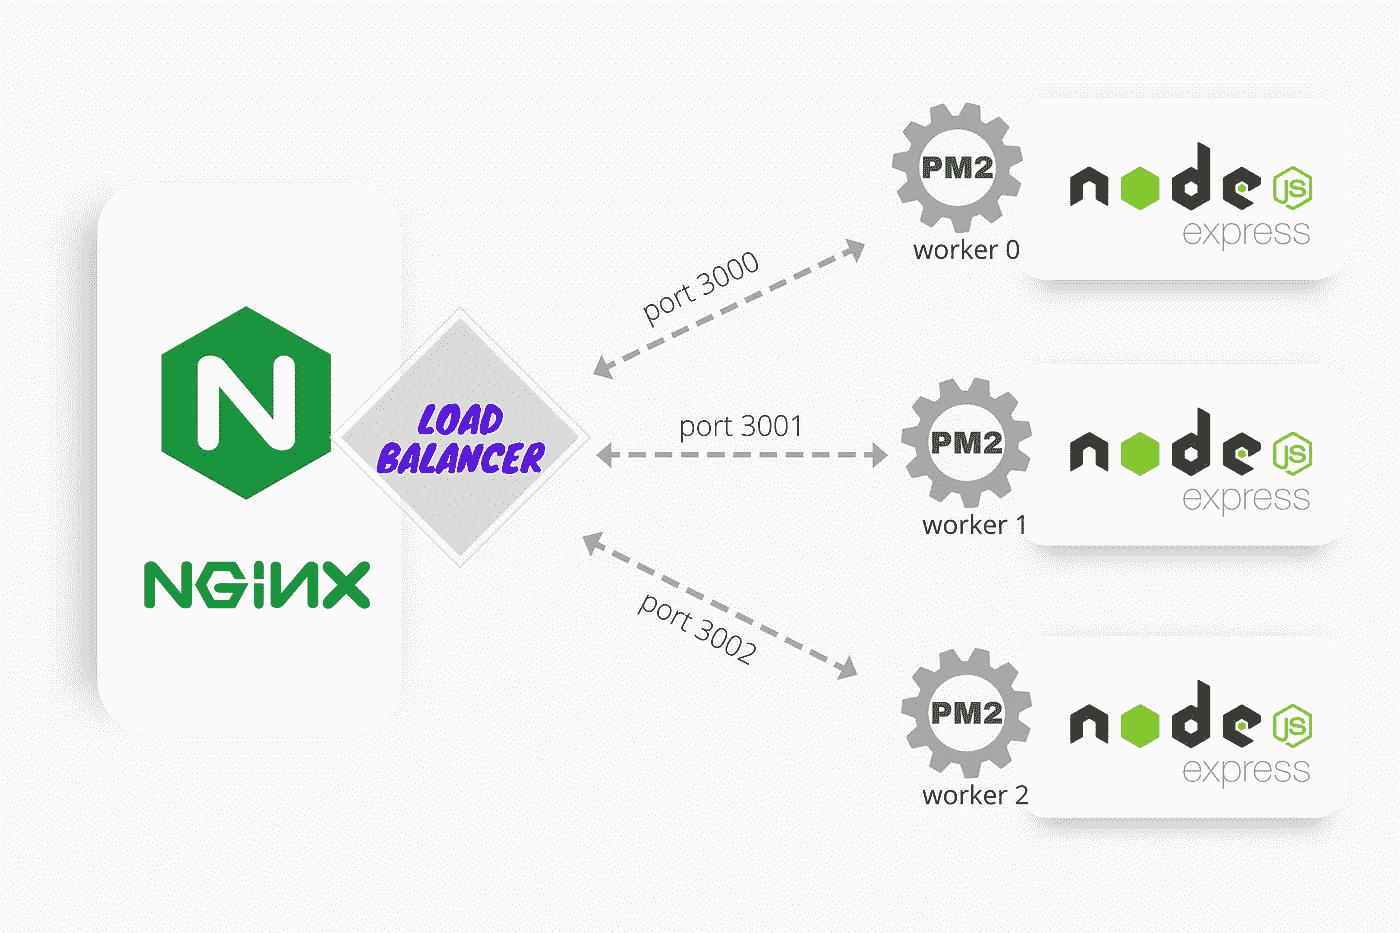 N
NGiNX
LOAD
BALANCER
port 3000
port 3001
port 3002
PM2
worker 0
node JS
express
PM2
worker 1
node JS
express
PM2
worker 2
node JS
express